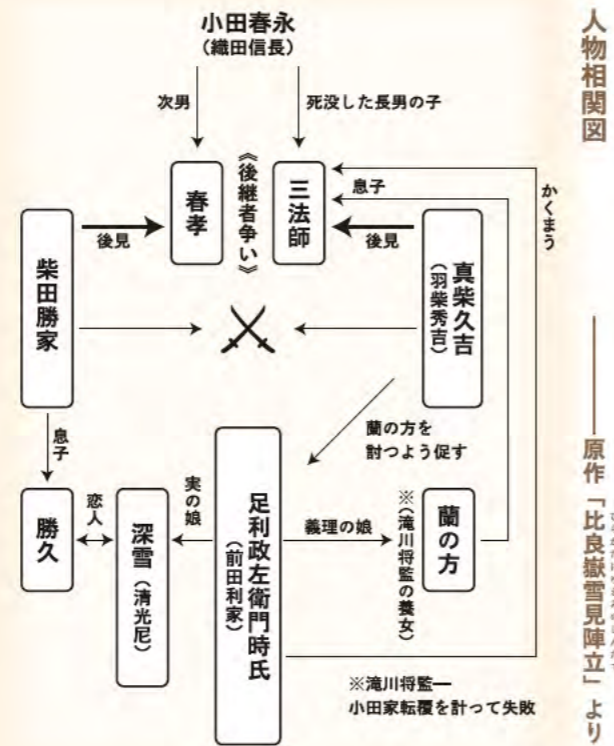 人物相関図
原作「比良嶽雪見陣立」より
小田春永
(織田信長)
次男
死没した長男の子
春孝
《後継者争い》
三法師
息子
かくまう
柴田勝家
後見
後見
真柴久吉
(羽柴秀吉)
蘭の方を
討つよう促す
息子
勝久
恋人
深雪(清光尼)
実の娘
足利政左衛門時氏
(前田利家)
義理の娘
※(滝川将監の養女)
蘭の方
※滝川将監―
小田家転覆を計って失敗